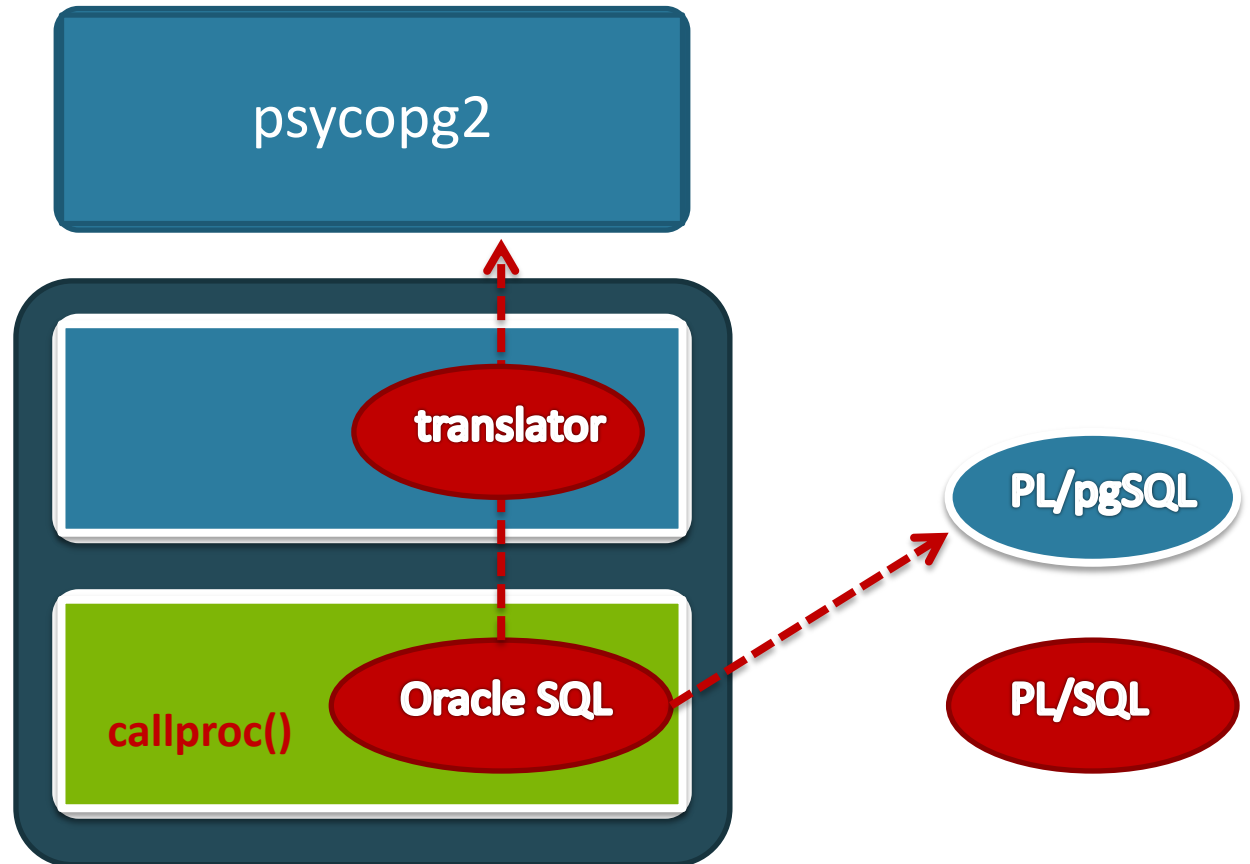 psycopg2
translator
PL/pgSQL
Oracle SQL
callproc()
PL/SQL